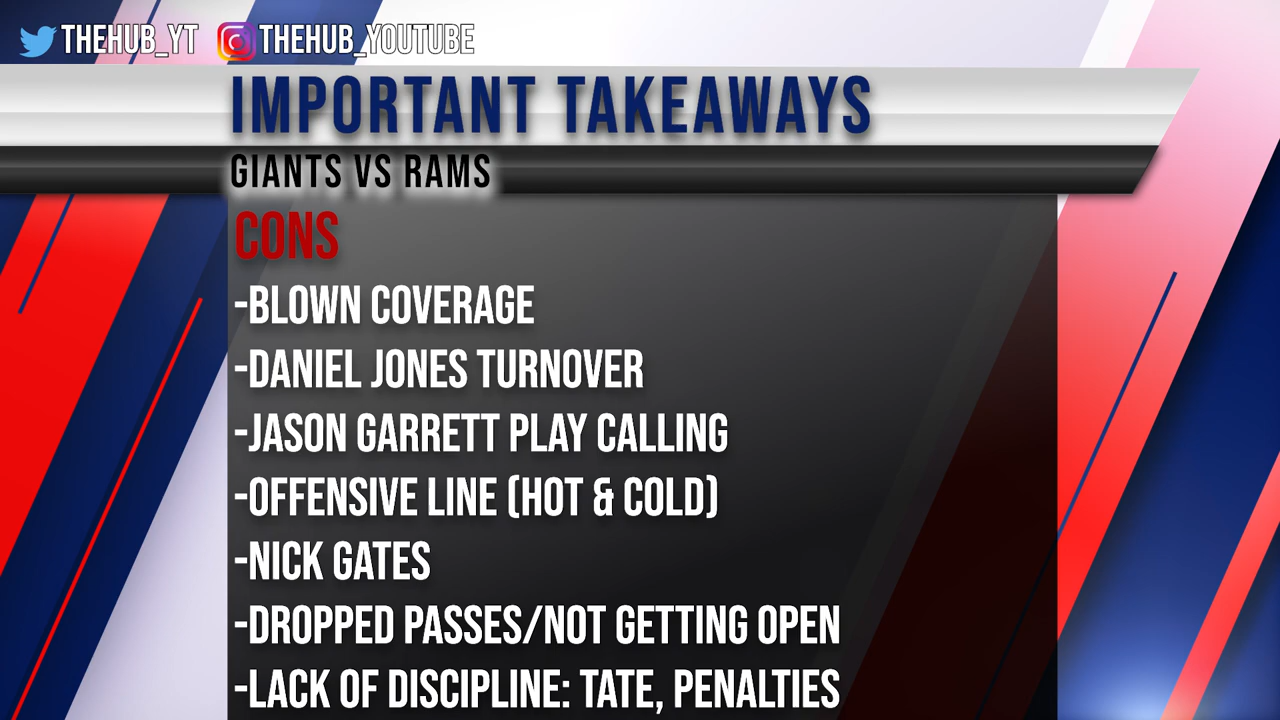 THEHUB_YT THEHUB_YOUTUBE
IMPORTANT TAKEAWAYS
GIANTS VS RAMS
CONS
-BLOWN COVERAGE
-DANIEL JONES TURNOVER
-JASON GARRETT PLAY CALLING
-OFFENSIVE LINE (HOT & COLD)
-NICK GATES
-DROPPED PASSES/NOT GETTING OPEN
-LACK OF DISCIPLINE: TATE, PENALTIES